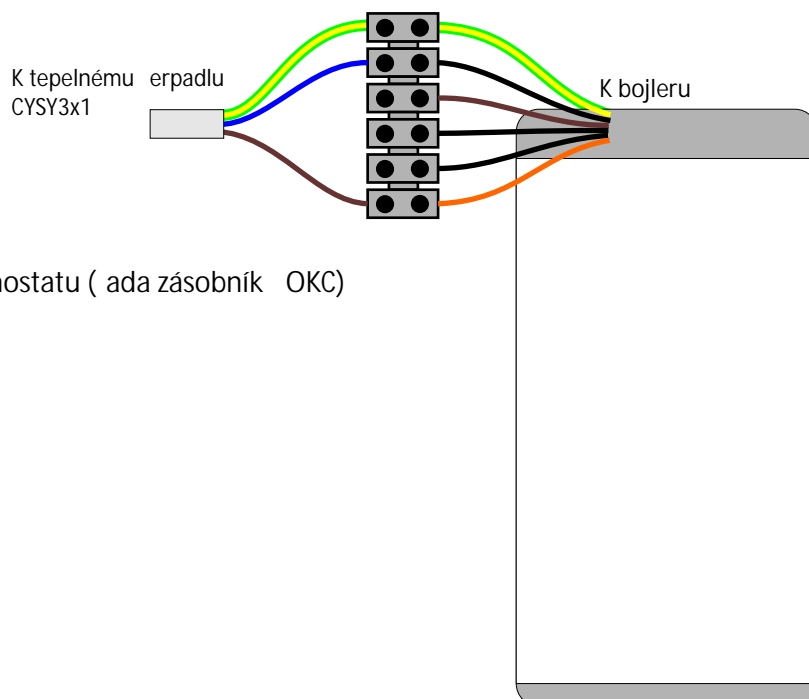 K tepelnému erpadlu
CYSY3x1
K bojleru
nostatu ( ada zásobník OKC)